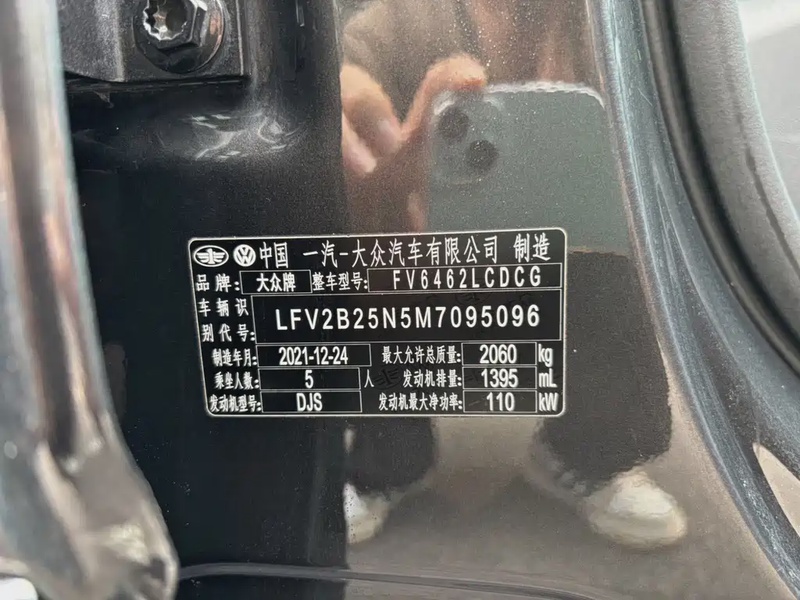 中国 一汽-大众汽车有限公司 制造
品牌: 大众牌 整车型号: FV6462LCDCG
车辆识别代号: LFV2B25N5M7095096
制造年月: 2021-12-24 最大允许总质量: 2060 kg
乘坐人数: 5 人 发动机排量: 1395 mL
发动机型号: DJS 发动机最大净功率: 110 kW